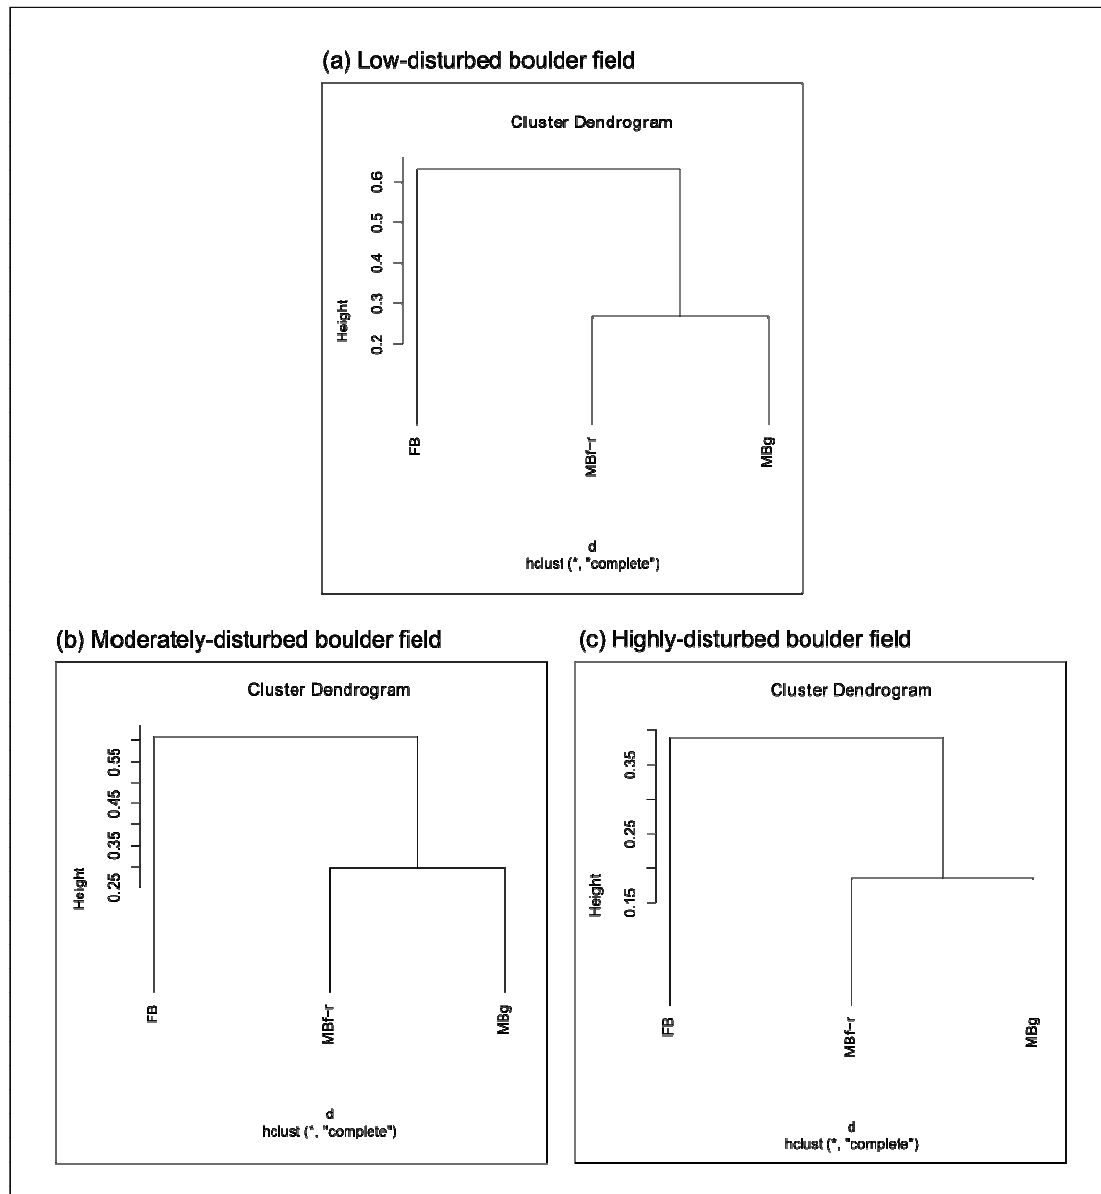 (a) Low-disturbed boulder field
Cluster Dendrogram
Height
0.2 0.3 0.4 0.5 0.6
FB
MBf-r
MBg
d
hclust (*, "complete")
(b) Moderately-disturbed boulder field
Cluster Dendrogram
Height
0.25 0.35 0.45 0.55
FB
MBf-r
MBg
d
hclust (*, "complete")
(c) Highly-disturbed boulder field
Cluster Dendrogram
Height
0.15 0.25 0.35
FB
MBf-r
MBg
d
hclust (*, "complete")